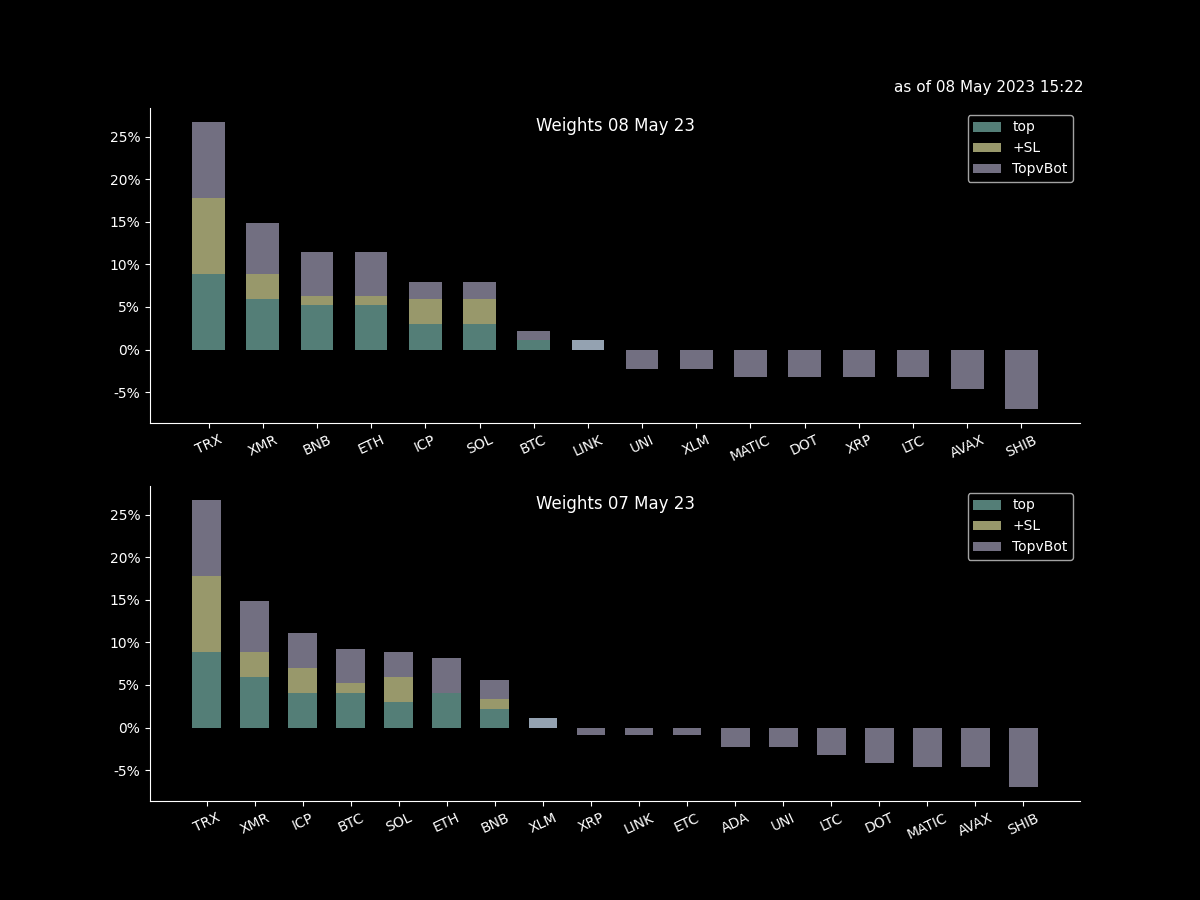 as of 08 May 2023 15:22
Weights 08 May 23
top
+SL
TopvBot
25%
20%
15%
10%
5%
0%
-5%
TRX XMR BNB ETH ICP SOL BTC LINK UNI XLM MATIC DOT XRP LTC AVAX SHIB
Weights 07 May 23
top
+SL
TopvBot
25%
20%
15%
10%
5%
0%
-5%
TRX XMR ICP BTC SOL ETH BNB XLM XRP LINK ETC ADA UNI LTC DOT MATIC AVAX SHIB